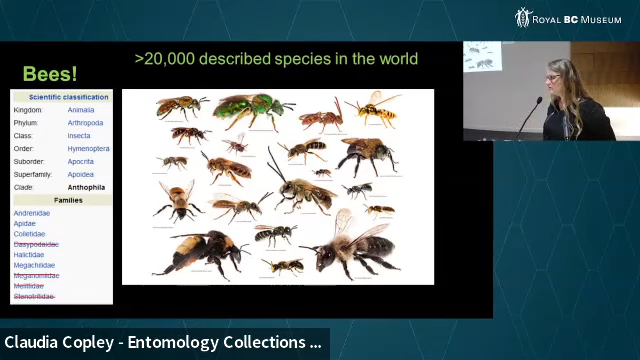 ROYAL BC MUSEUM
>20,000 described species in the world
Bees!
Scientific classification
Kingdom: Animalia
Phylum: Arthropoda
Class: Insecta
Order: Hymenoptera
Suborder: Apocrita
Superfamily: Apoidea
Clade: Anthophila
Families
Andrenidae
Apidae
Colletidae
Dasypodaidae
Halictidae
Megachilidae
Meganomiidae
Melittidae
Stenotritidae
Claudia Copley - Entomology Collections ...